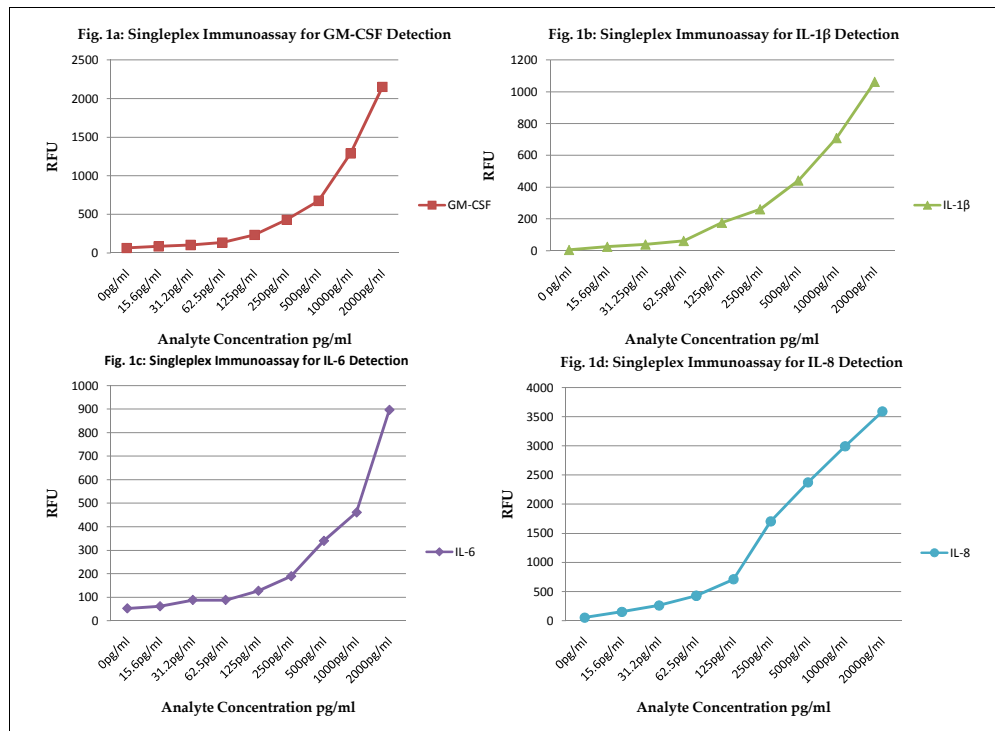 Fig. 1a: Singleplex Immunoassay for GM-CSF Detection
2500
2000
1500
1000
500
0
RFU
GM-CSF
0pg/ml
15.6pg/ml
31.2pg/ml
62.5pg/ml
125pg/ml
250pg/ml
500pg/ml
1000pg/ml
2000pg/ml
Analyte Concentration pg/ml
Fig. 1b: Singleplex Immunoassay for IL-1β Detection
1200
1000
800
600
400
200
0
RFU
IL-1β
0 pg/ml
15.6pg/ml
31.25pg/ml
62.5pg/ml
125pg/ml
250pg/ml
500pg/ml
1000pg/ml
2000pg/ml
Analyte Concentration pg/ml
Fig. 1c: Singleplex Immunoassay for IL-6 Detection
1000
900
800
700
600
500
400
300
200
100
0
RFU
IL-6
0pg/ml
15.6pg/ml
31.2pg/ml
62.5pg/ml
125pg/ml
250pg/ml
500pg/ml
1000pg/ml
2000pg/ml
Analyte Concentration pg/ml
Fig. 1d: Singleplex Immunoassay for IL-8 Detection
4000
3500
3000
2500
2000
1500
1000
500
0
RFU
IL-8
0pg/ml
15.6pg/ml
31.2pg/ml
62.5pg/ml
125pg/ml
250pg/ml
500pg/ml
1000pg/ml
2000pg/ml
Analyte Concentration pg/ml